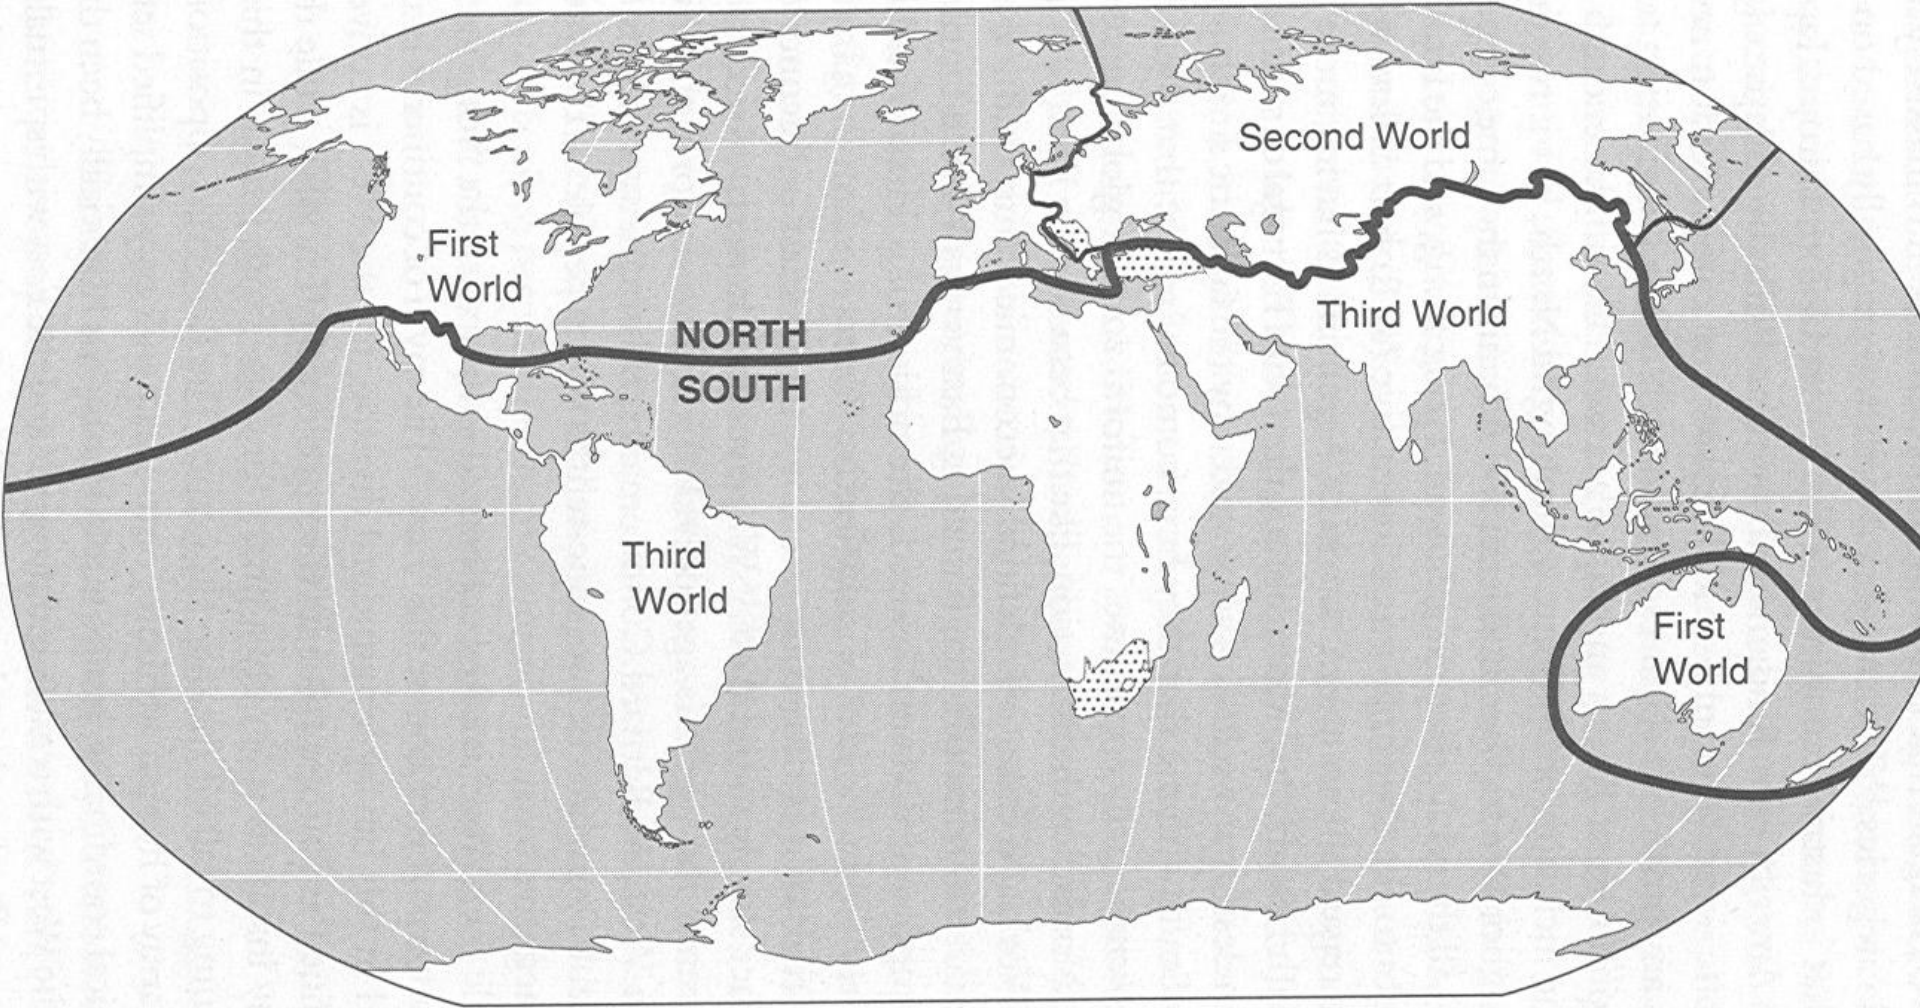 Second World
First
World
Third World
NORTH
SOUTH
Third
World
First
World